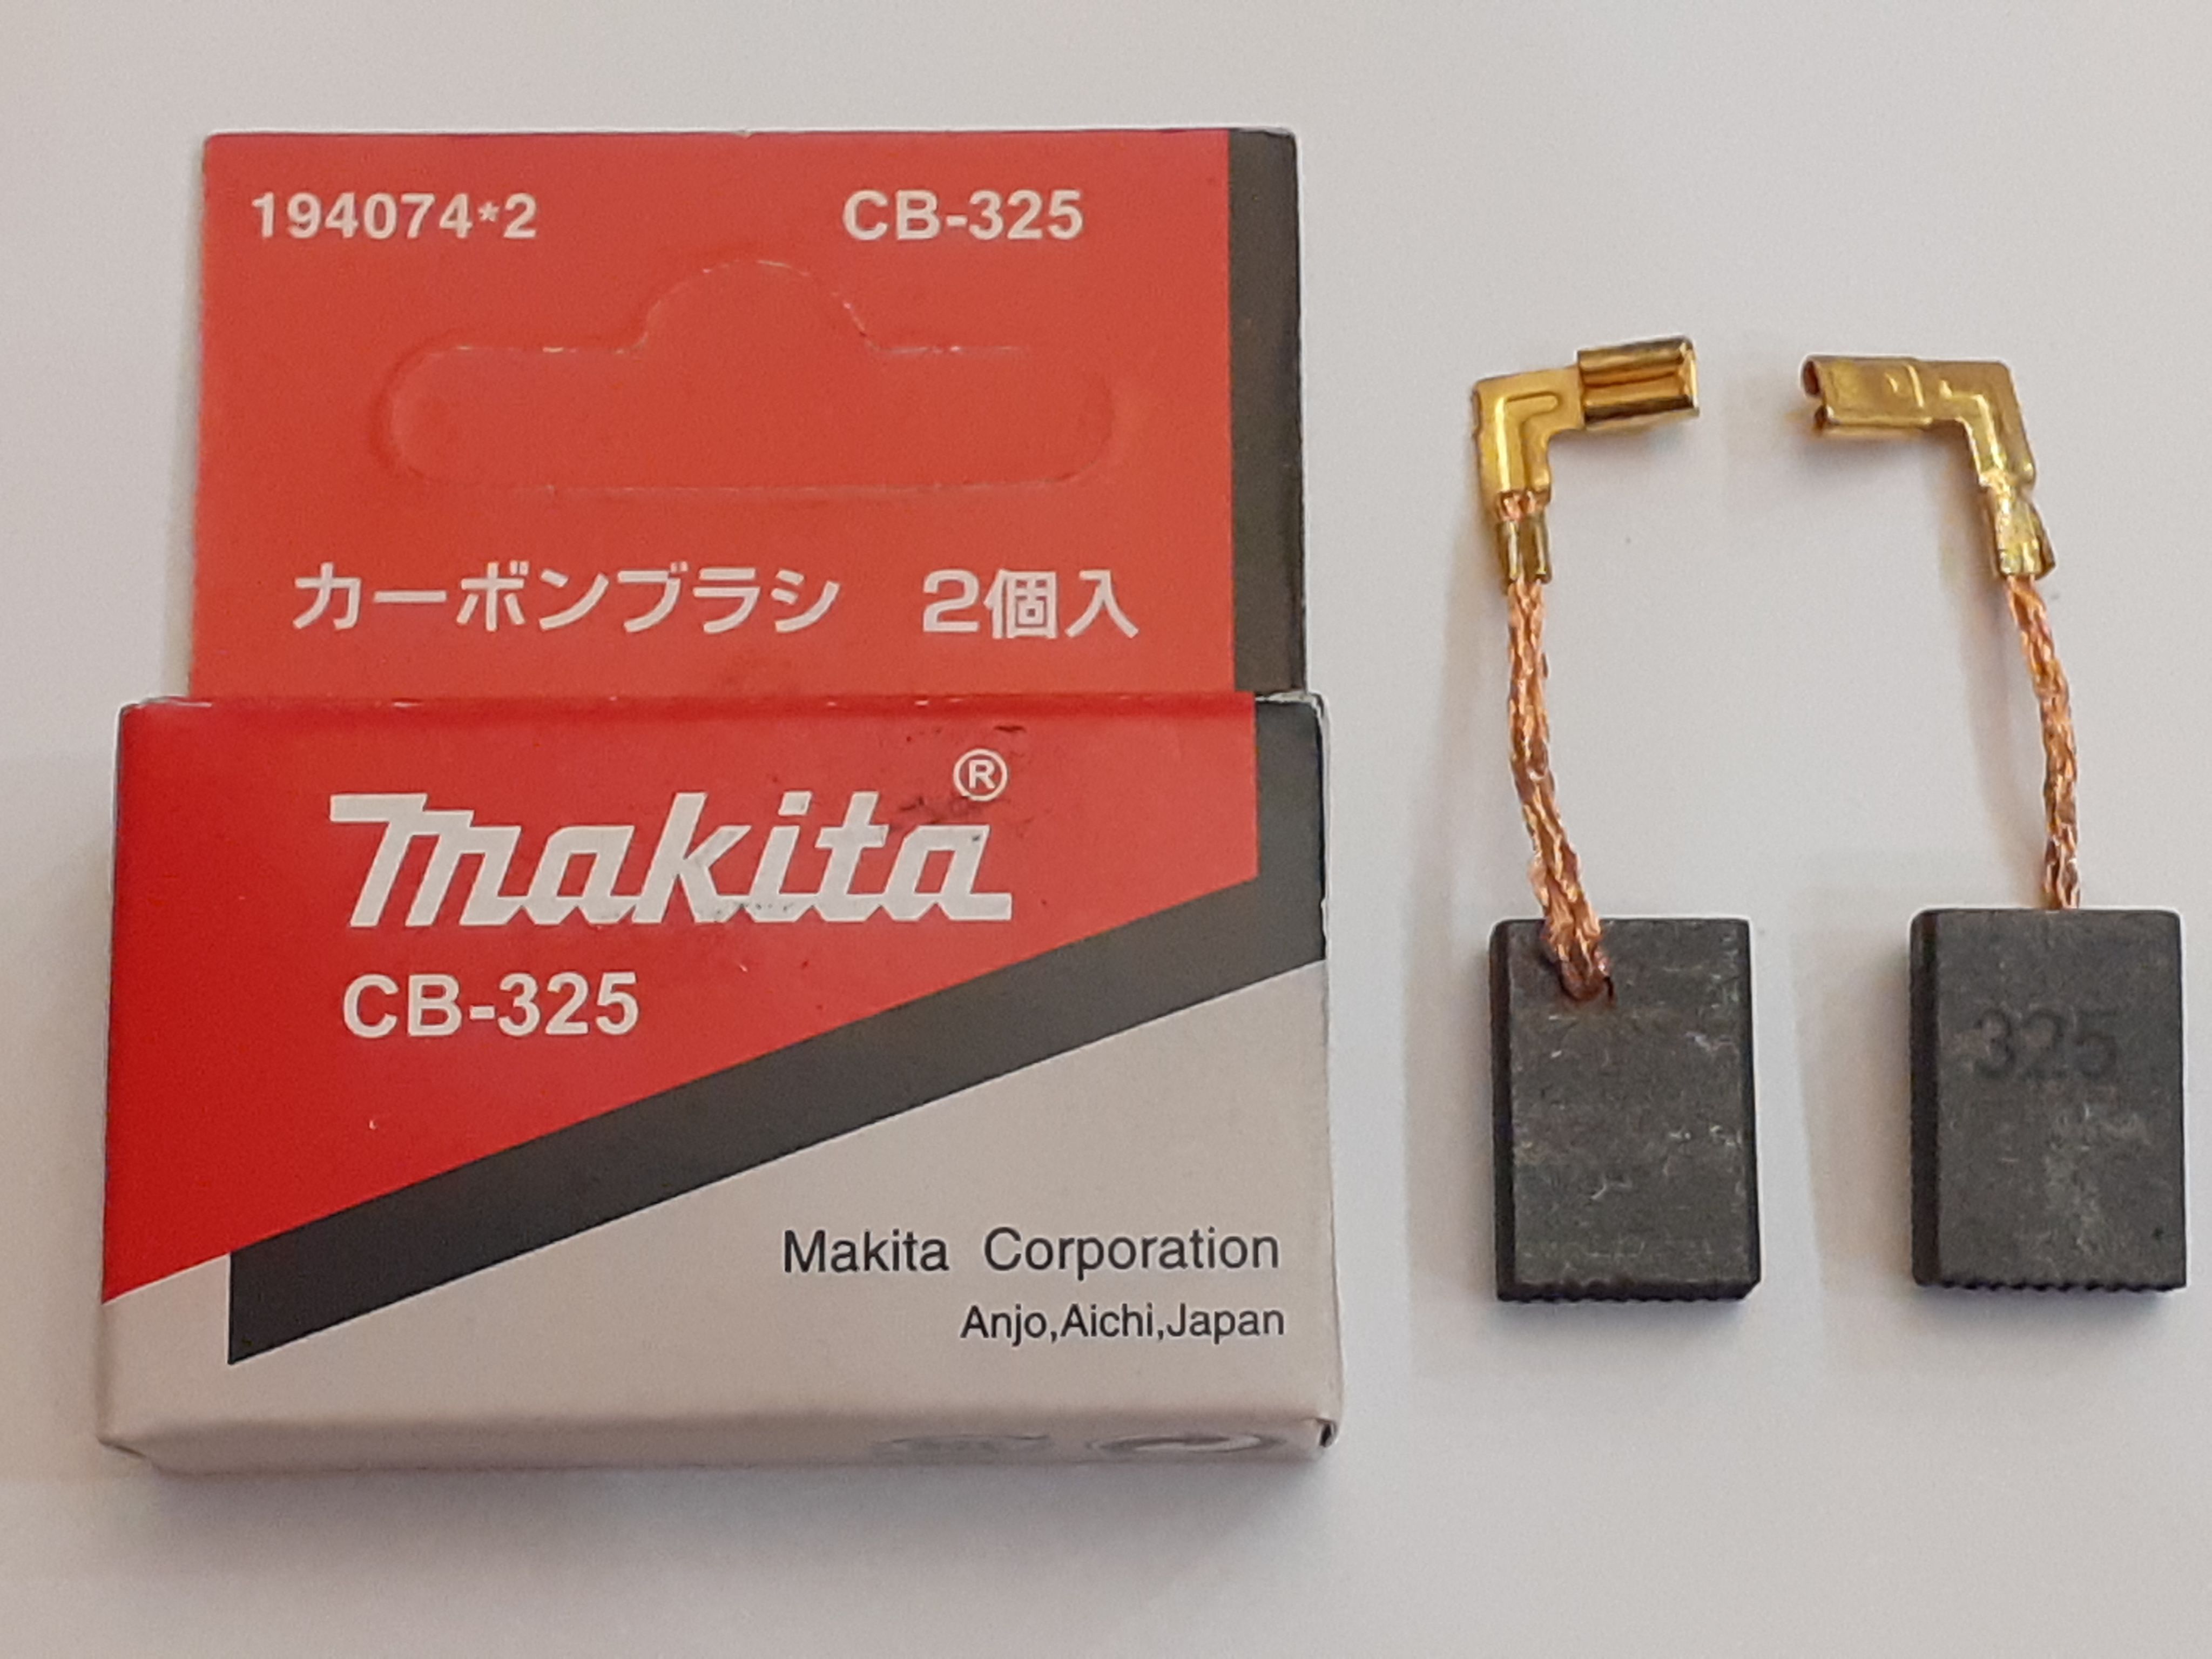 194074*2 CB-325
カーボンブラシ 2個入
makita®
CB-325
Makita Corporation
Anjo,Aichi,Japan
325